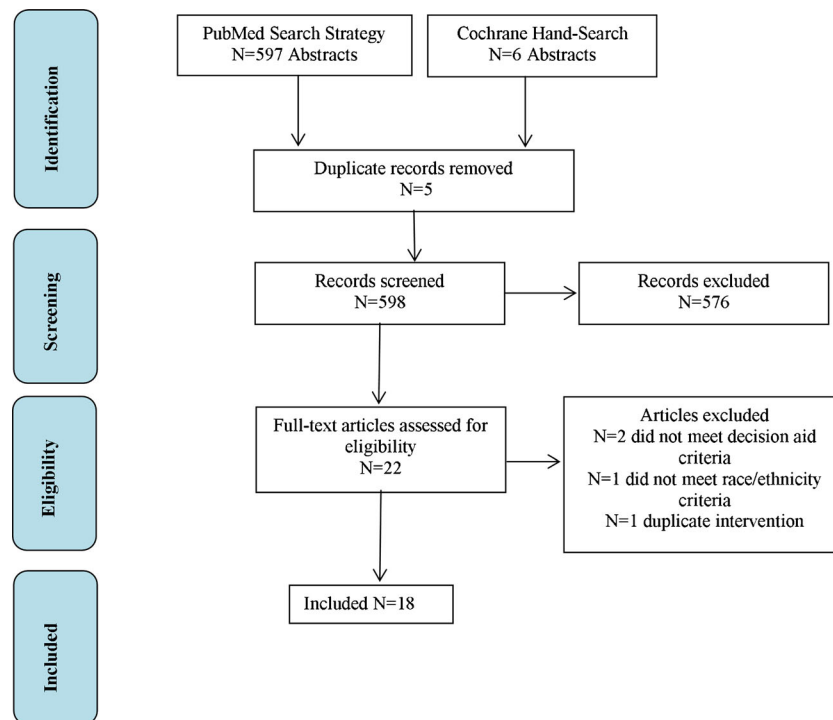 Identification
PubMed Search Strategy
N=597 Abstracts
Cochrane Hand-Search
N=6 Abstracts
Duplicate records removed
N=5
Screening
Records screened
N=598
Records excluded
N=576
Eligibility
Full-text articles assessed for
eligibility
N=22
Articles excluded
N=2 did not meet decision aid
criteria
N=1 did not meet race/ethnicity
criteria
N=1 duplicate intervention
Included
Included N=18